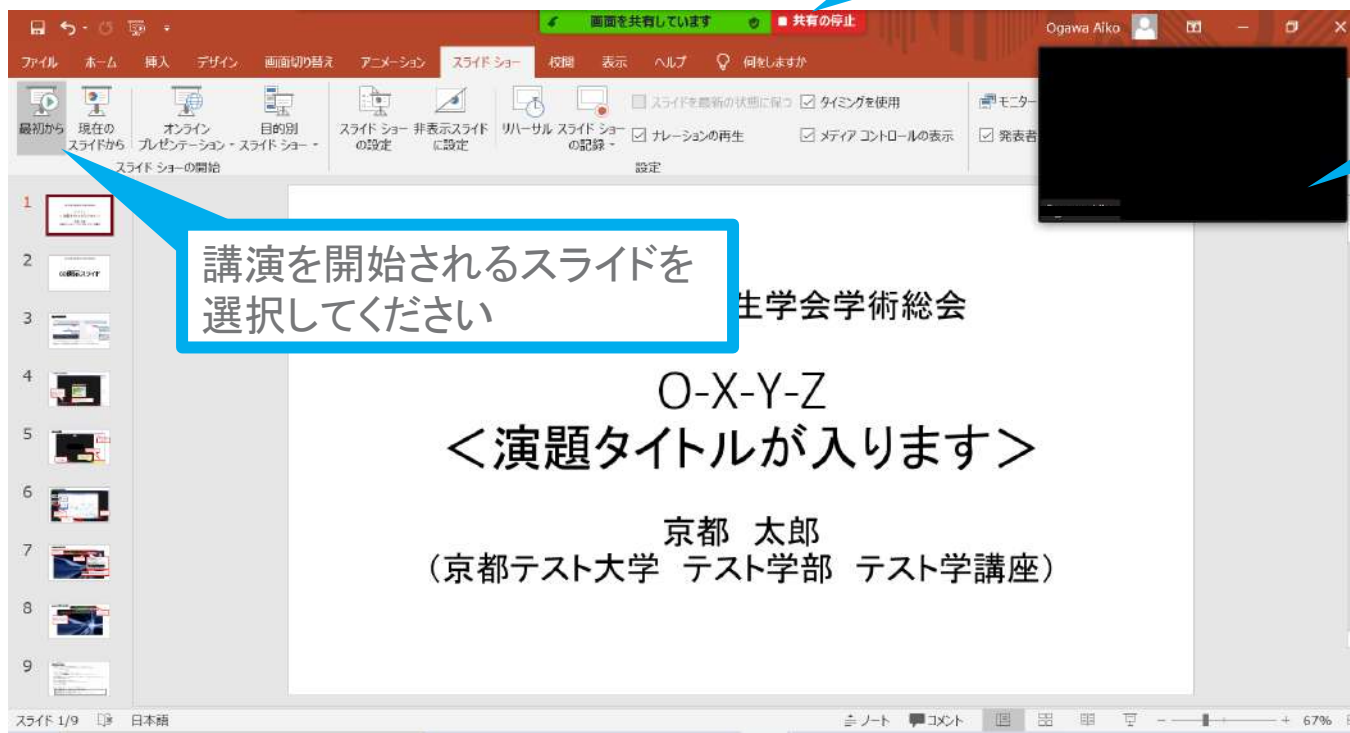 画面を共有しています
共有の停止
Ogawa Aiko
ファイル ホーム 挿入 デザイン 画面切り替え アニメーション スライド ショー 校閲 表示 ヘルプ 何をしますか
最初から
現在の
スライドから
オンライン
プレゼンテーション
目的別
スライド ショー
スライド ショーの開始
スライド ショー
の設定
非表示スライド
に設定
リハーサル
スライド ショー
の記録
スライドを最新の状態に保つ
タイミングを使用
ナレーションの再生
メディア コントロールの表示
設定
モニター
発表者
講演を開始されるスライドを
選択してください
生学会学術総会
O-X-Y-Z
＜演題タイトルが入ります＞
京都 太郎
（京都テスト大学 テスト学部 テスト学講座）
1
2
3
4
5
6
7
8
9
スライド 1/9 日本語 ノート コメント 67%